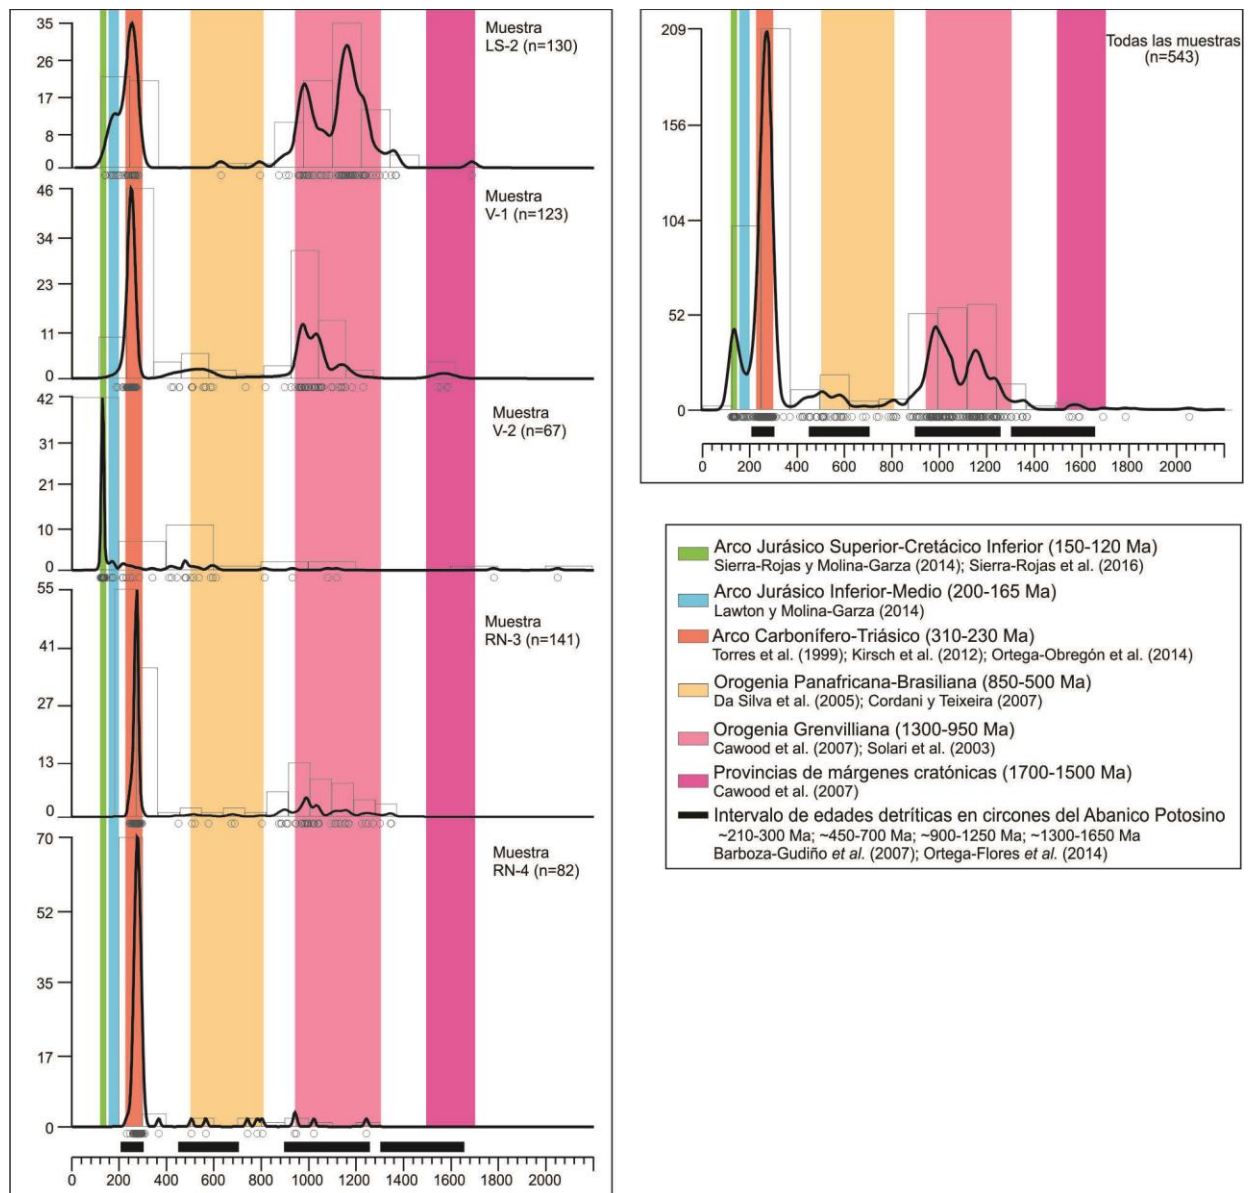 35
26
17
8
0
Muestra
LS-2 (n=130)
46
34
23
11
0
Muestra
V-1 (n=123)
42
31
21
10
0
Muestra
V-2 (n=67)
55
41
27
13
0
Muestra
RN-3 (n=141)
70
52
35
17
0
Muestra
RN-4 (n=82)
0 200 400 600 800 1000 1200 1400 1600 1800 2000
209
156
104
52
0
Todas las muestras
(n=543)
0 200 400 600 800 1000 1200 1400 1600 1800 2000
Arco Jurásico Superior-Cretácico Inferior (150-120 Ma)
Sierra-Rojas y Molina-Garza (2014); Sierra-Rojas et al. (2016)
Arco Jurásico Inferior-Medio (200-165 Ma)
Lawton y Molina-Garza (2014)
Arco Carbonífero-Triásico (310-230 Ma)
Torres et al. (1999); Kirsch et al. (2012); Ortega-Obregón et al. (2014)
Orogenia Panafricana-Brasiliana (850-500 Ma)
Da Silva et al. (2005); Cordani y Teixeira (2007)
Orogenia Grenvilliana (1300-950 Ma)
Cawood et al. (2007); Solari et al. (2003)
Provincias de márgenes cratónicas (1700-1500 Ma)
Cawood et al. (2007)
Intervalo de edades detríticas en circones del Abanico Potosino
~210-300 Ma; ~450-700 Ma; ~900-1250 Ma; ~1300-1650 Ma
Barboza-Gudiño et al. (2007); Ortega-Flores et al. (2014)